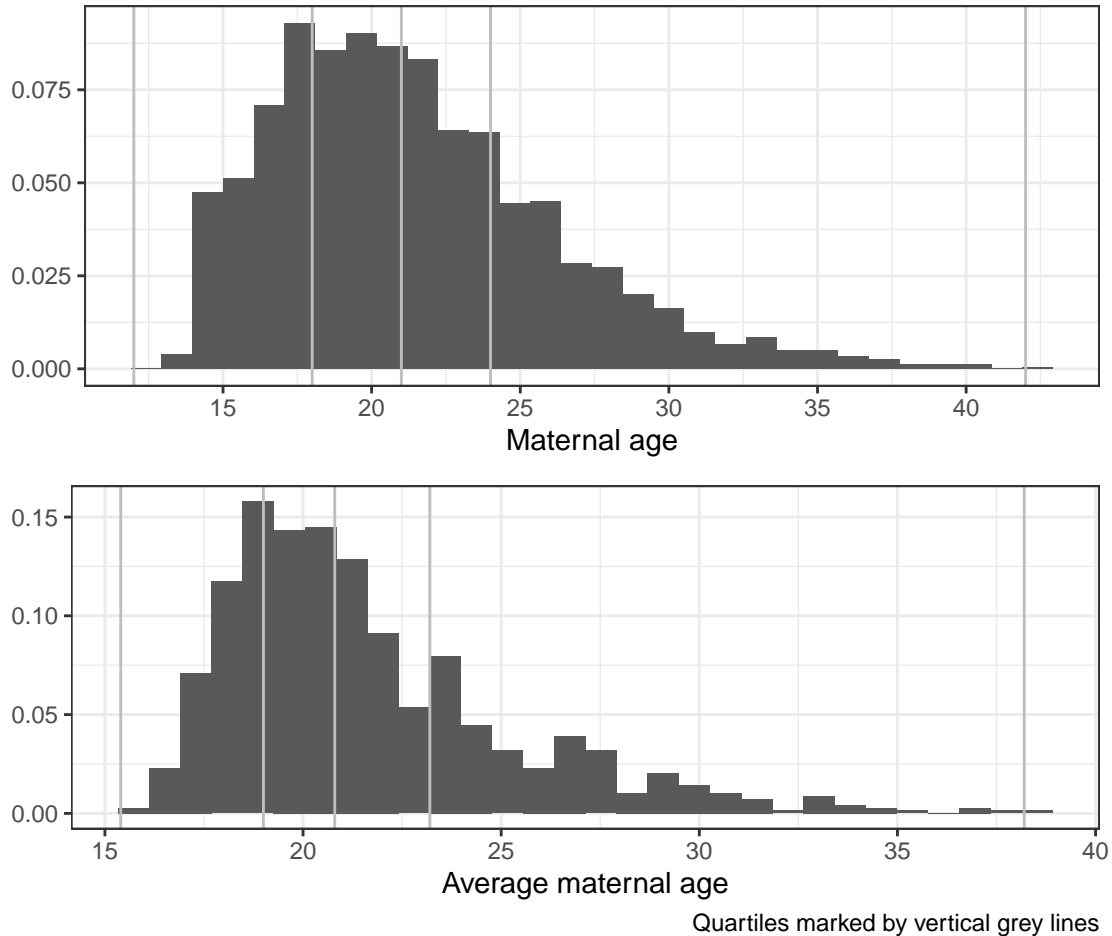 0.075
0.050
0.025
0.000
15 20 25 30 35 40
Maternal age
0.15
0.10
0.05
0.00
15 20 25 30 35 40
Average maternal age
Quartiles marked by vertical grey lines